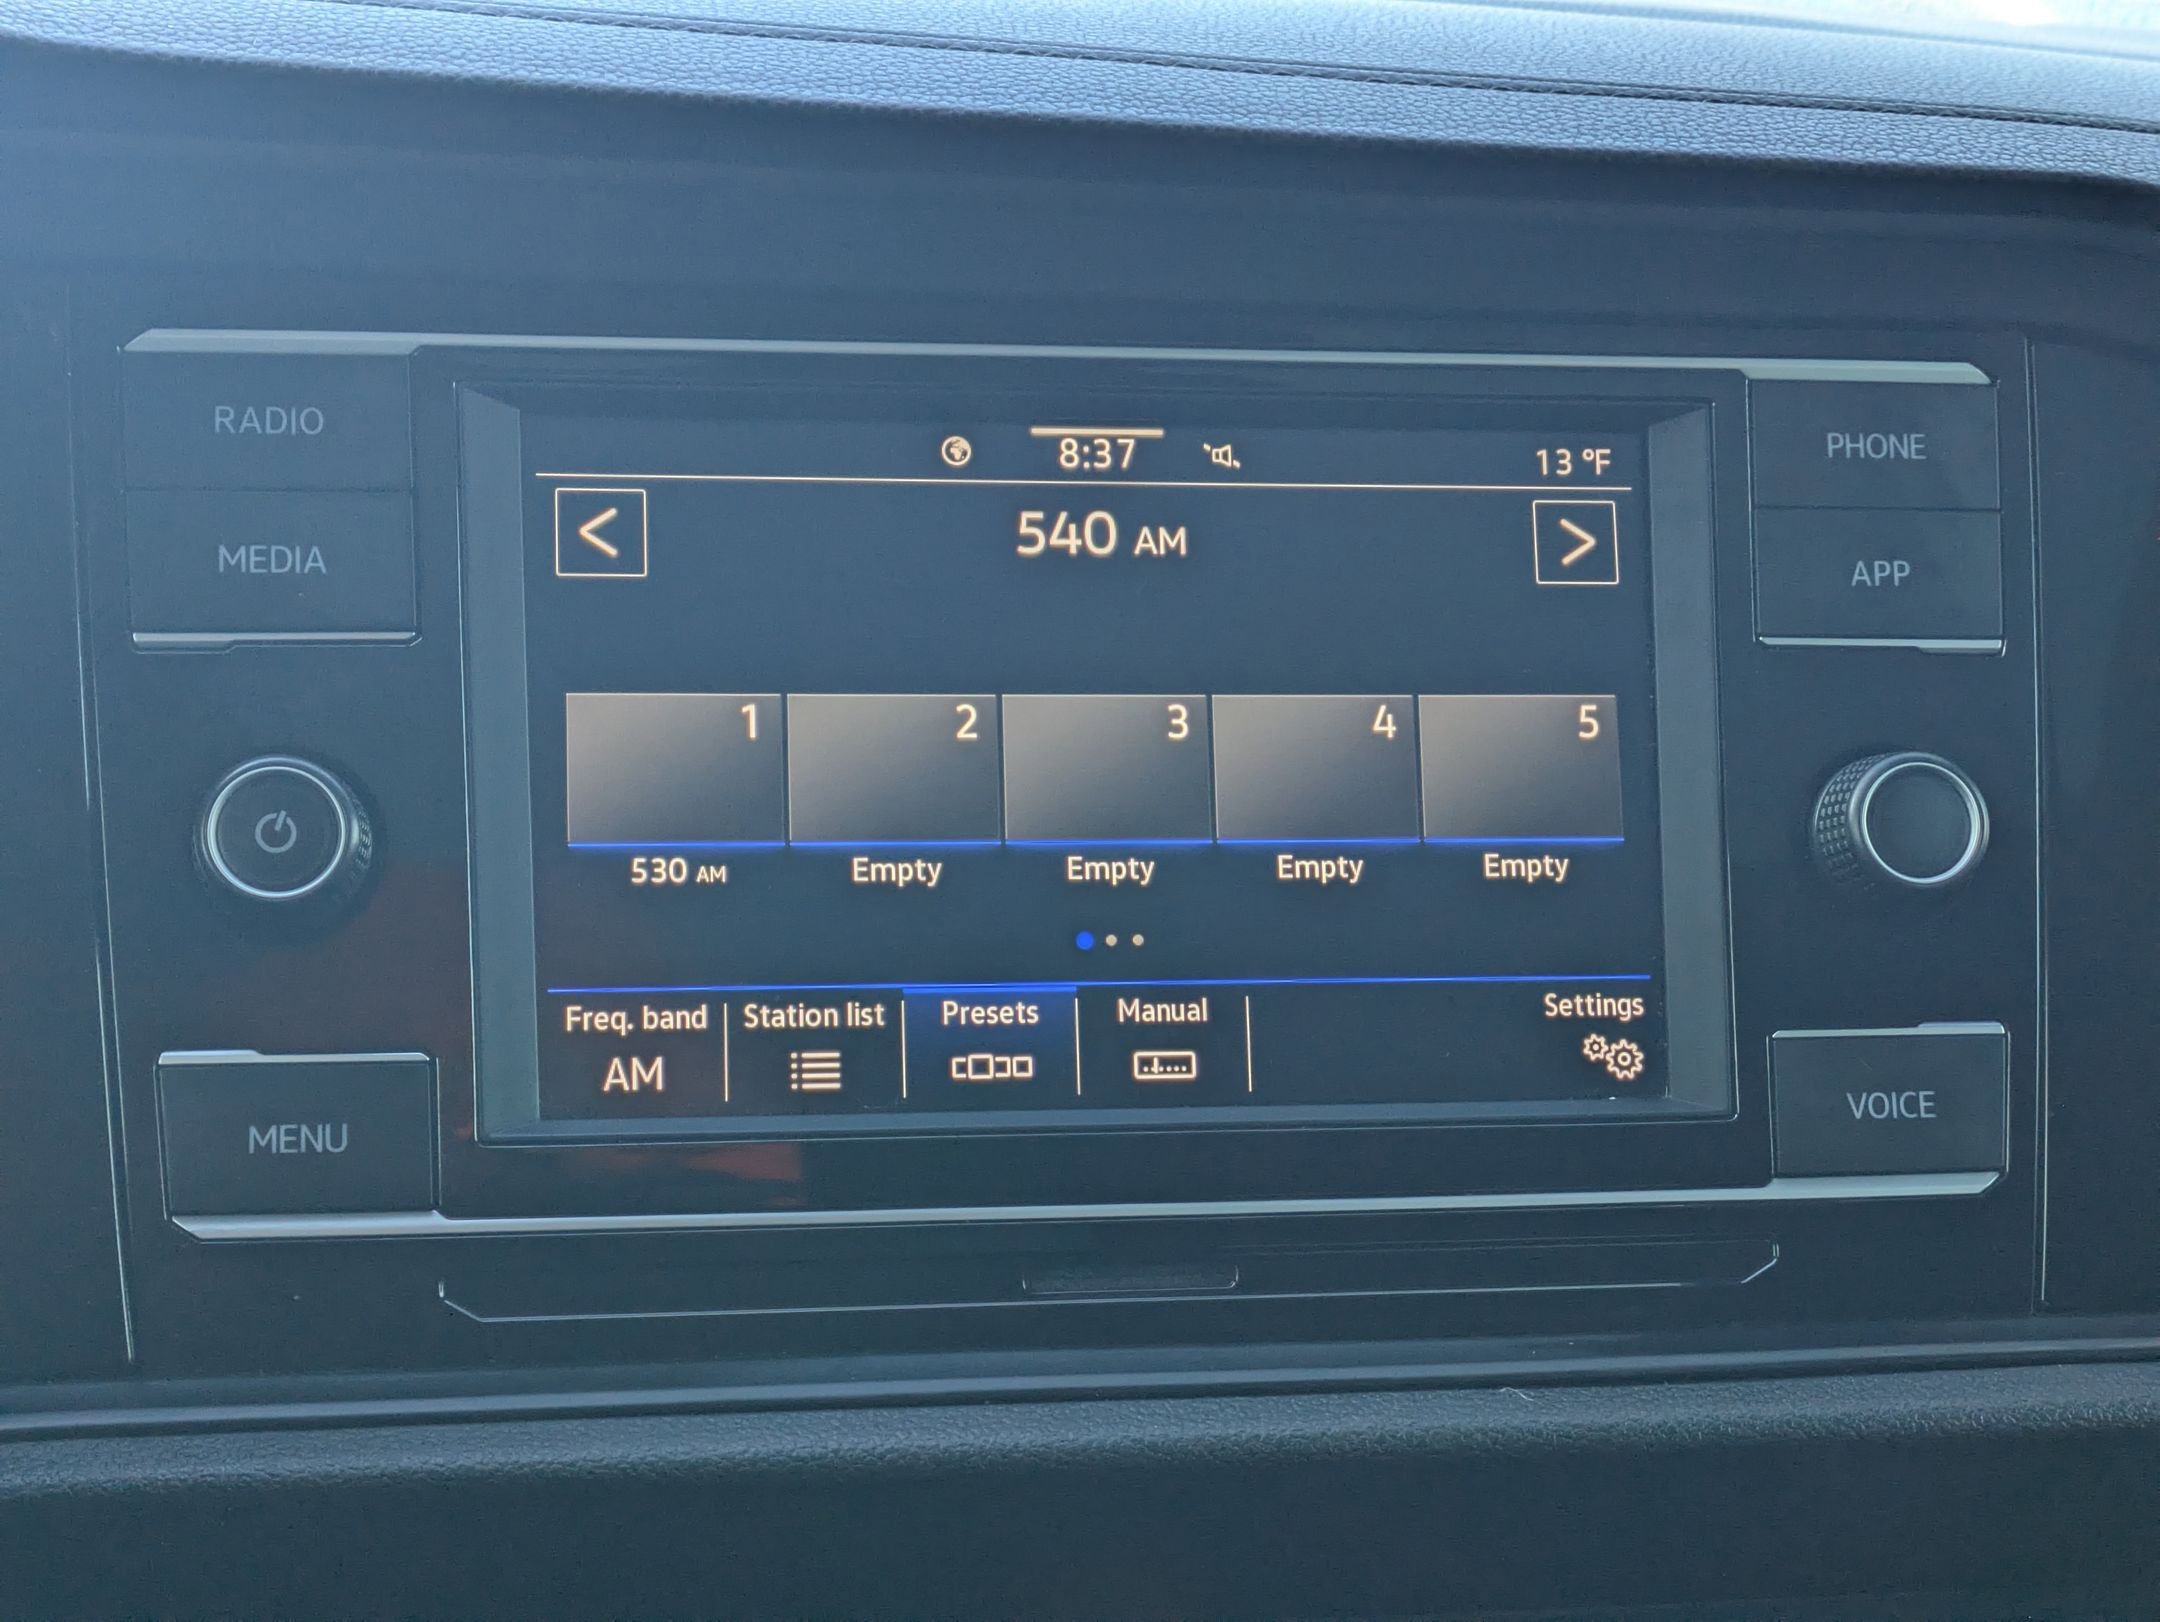 RADIO
MEDIA
MENU
8:37
13 °F
<
540 AM
>
1
2
3
4
5
530 AM
Empty
Empty
Empty
Empty
Freq. band
AM
Station list
Presets
Manual
Settings
PHONE
APP
VOICE